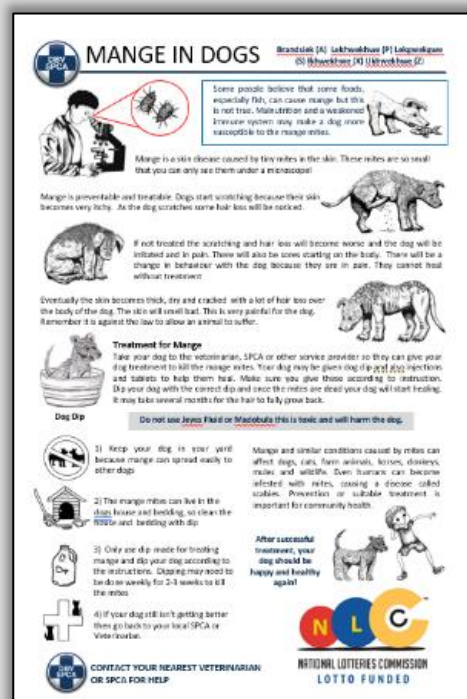 DBV
SPCA
MANGE IN DOGS
Brandsiek (A) Lekhwekhwe (P) Lekgwekgwe
(S) Ukhwekhwe (Z)
Some people believe that some foods,
especially fish, can cause mange but this
is not true. Malnutrition and a weakened
immune system may make a dog more
susceptible to the mange mites.
Mange is a skin disease caused by tiny mites in the skin. These mites are so small
that you can only see them under a microscope!
Mange is preventable and treatable. Dogs start scratching because their skin
becomes very itchy. As the dog scratches some hair loss will be noticed.
If not treated the scratching and hair loss will become worse and the dog will be
irritated and in pain. There will also be sores starting on the body. There will be a
change in behaviour with the dog because they are in pain. They cannot heal
without treatment
Eventually the skin becomes thick, dry and cracked with a lot of hair loss over
the body of the dog. The skin will smell bad. This is very painful for the dog.
Remember it is against the law to allow an animal to suffer.
Treatment for Mange
Take your dog to the veterinarian, SPCA or other service provider so they can give your
dog treatment to kill the mange mites. Your dog may be given dog dip and also injections
and tablets to help them heal. Make sure you give these according to instruction.
Dip your dog with the correct dip and once the mites are dead your dog will start healing.
It may take several months for the hair to fully grow back.
Dog Dip
Do not use Jeyes Fluid or Madobula this is toxic and will harm the dog.
1) Keep your dog in your yard
because mange can spread easily to
other dogs
2) The mange mites can live in the
dogs house and bedding, so clean the
house and bedding with dip
3) Only use dip made for treating
mange and dip your dog according to
the instructions. Dipping may need to
be done weekly for 2-3 weeks to kill
the mites
4) If your dog still isn't getting better
then go back to your local SPCA or
Veterinarian.
Mange and similar conditions caused by mites can
affect dogs, cats, farm animals, horses, donkeys,
mules and wildlife. Even humans can become
infested with mites, causing a disease called
scabies. Prevention or suitable treatment is
important for community health.
After successful
treatment, your
dog should be
happy and healthy
again!
NLC
NATIONAL LOTTERIES COMMISSION
LOTTO FUNDED
DBV
SPCA
CONTACT YOUR NEAREST VETERINARIAN
OR SPCA FOR HELP